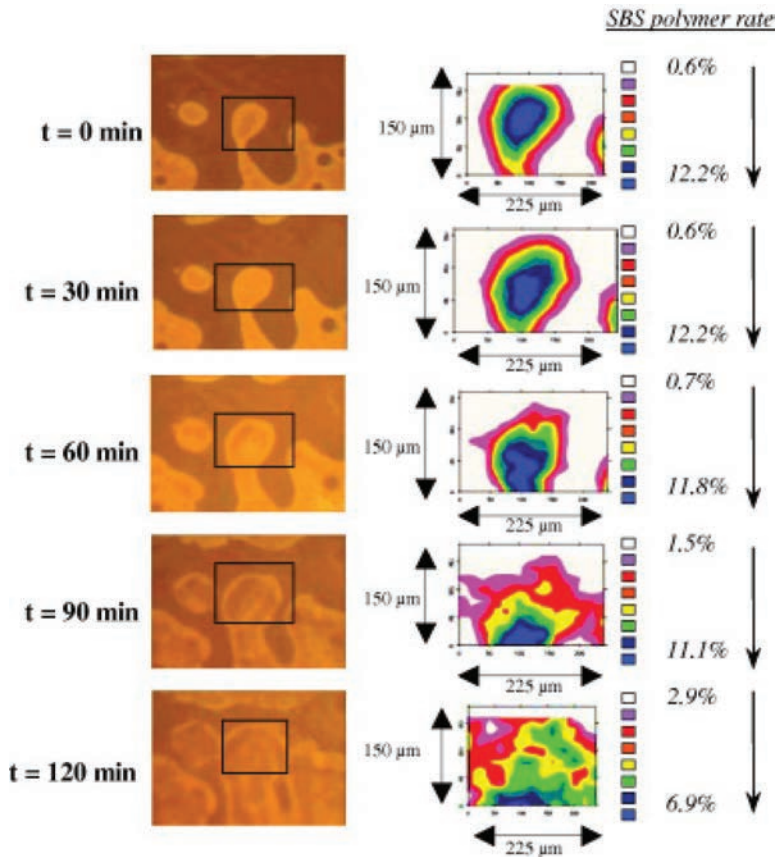 SBS polymer rate
t = 0 min
150 µm
225 µm
0.6%
12.2%
t = 30 min
150 µm
225 µm
0.6%
12.2%
t = 60 min
150 µm
225 µm
0.7%
11.8%
t = 90 min
150 µm
225 µm
1.5%
11.1%
t = 120 min
150 µm
225 µm
2.9%
6.9%